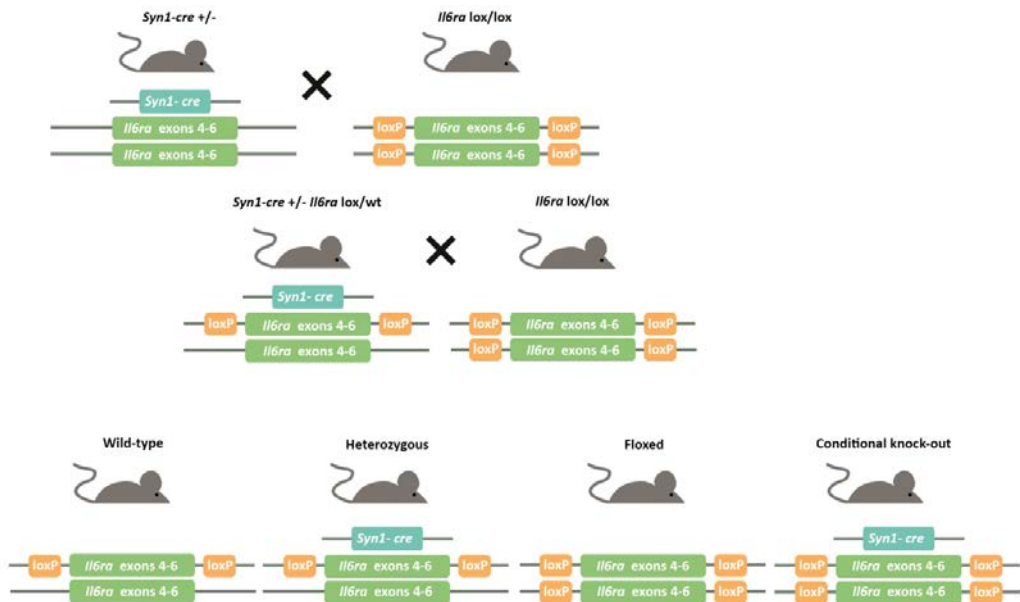 Syn1-cre +/- Il6ra lox/lox
Syn1- cre
Il6ra exons 4-6 loxP Il6ra exons 4-6 loxP
Il6ra exons 4-6 loxP Il6ra exons 4-6 loxP
Syn1-cre +/- Il6ra lox/wt Il6ra lox/lox
Syn1- cre
loxP Il6ra exons 4-6 loxP loxP Il6ra exons 4-6 loxP
Il6ra exons 4-6 loxP Il6ra exons 4-6 loxP
Wild-type Heterozygous Floxed Conditional knock-out
Syn1- cre Syn1- cre
loxP Il6ra exons 4-6 loxP loxP Il6ra exons 4-6 loxP loxP Il6ra exons 4-6 loxP loxP Il6ra exons 4-6 loxP
Il6ra exons 4-6 Il6ra exons 4-6 loxP Il6ra exons 4-6 loxP loxP Il6ra exons 4-6 loxP